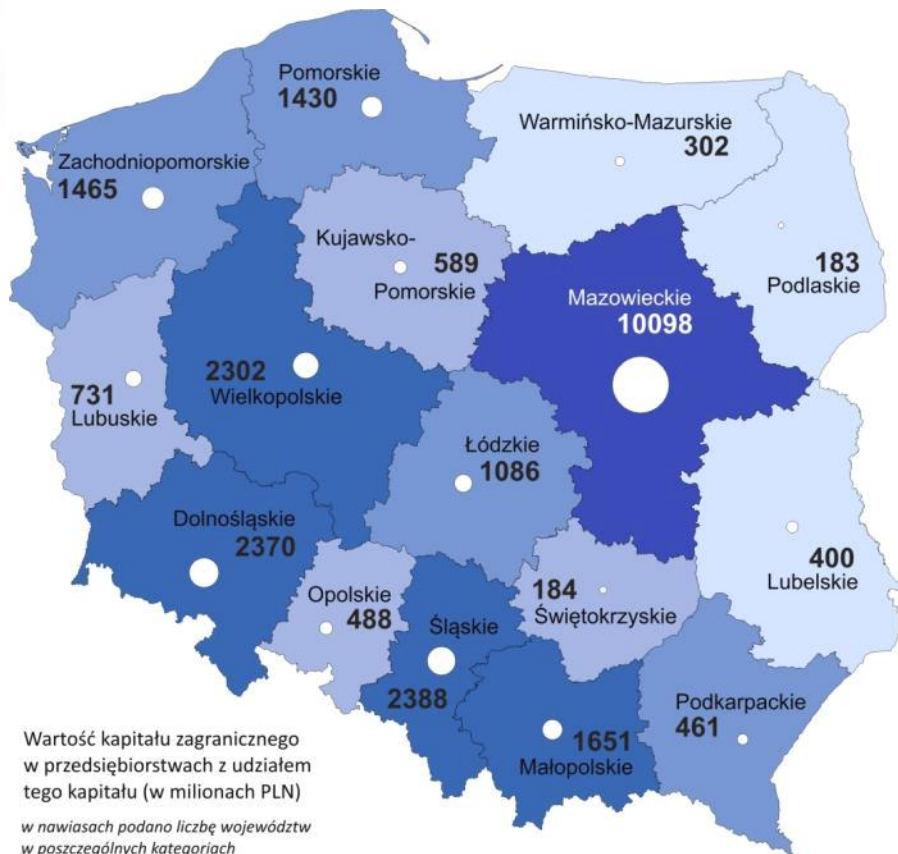 Pomorskie
1430
Warmińsko-Mazurskie
302
Zachodniopomorskie
1465
Kujawsko-
589
Pomorskie
183
Podlaskie
Mazowieckie
10098
2302
Wielkopolskie
731
Lubuskie
Łódzkie
1086
Dolnośląskie
2370
400
Lubelskie
Opolskie
488
184
Świętokrzyskie
Śląskie
2388
Podkarpackie
461
1651
Małopolskie
Wartość kapitału zagranicznego
w przedsiębiorstwach z udziałem
tego kapitału (w milionach PLN)
w nawiasach podano liczbę województw
w poszczególnych kategoriach